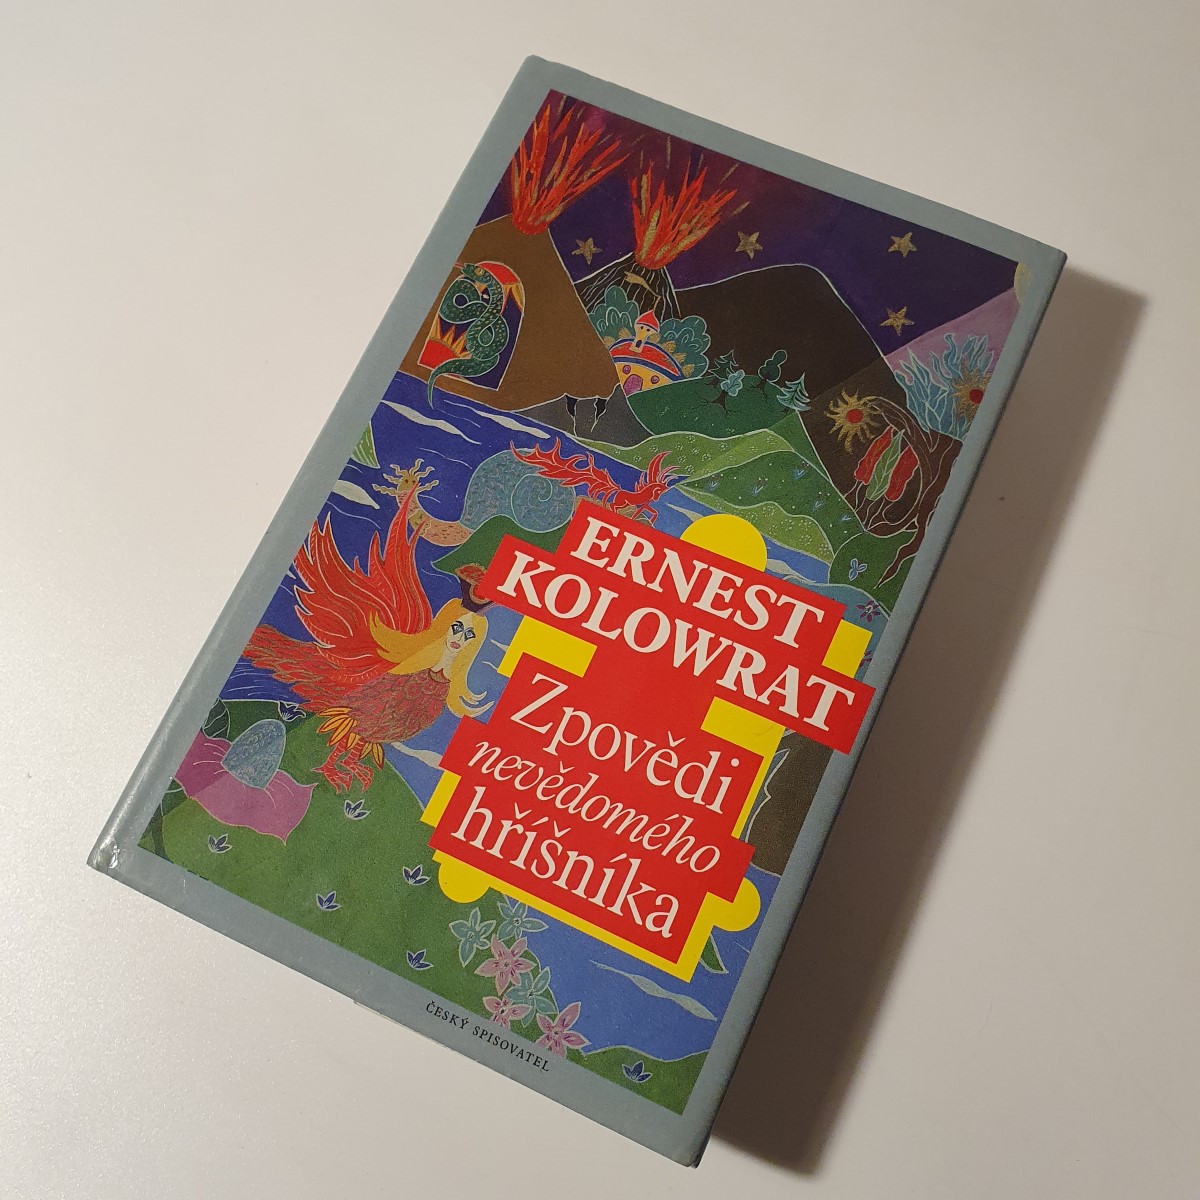 ERNEST
KOLOWRAT
Zpovědi
nevědomého
hříšníka
ČESKÝ SPISOVATEL